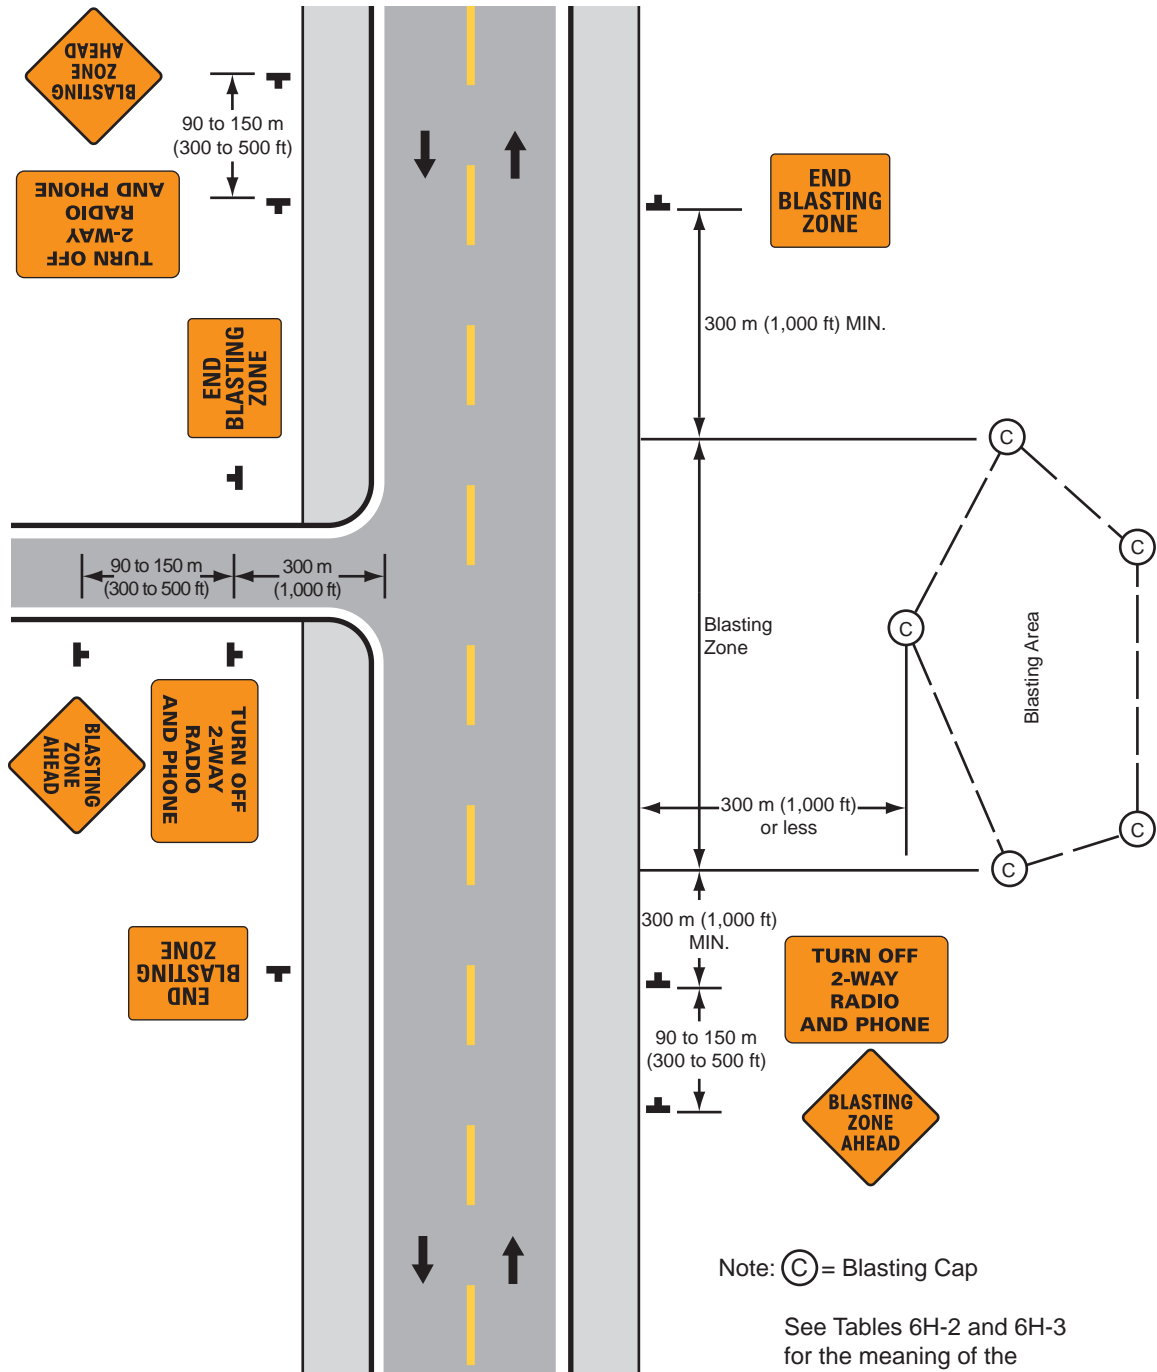 BLASTING
ZONE
AHEAD
90 to 150 m
(300 to 500 ft)
TURN OFF
2-WAY
RADIO
AND PHONE
END
BLASTING
ZONE
300 m (1,000 ft) MIN.
END
BLASTING
ZONE
90 to 150 m
(300 to 500 ft)
300 m
(1,000 ft)
BLASTING
ZONE
AHEAD
TURN OFF
2-WAY
RADIO
AND PHONE
END
BLASTING
ZONE
C
C
C
C
C
Blasting
Zone
Blasting Area
300 m (1,000 ft)
or less
300 m (1,000 ft)
MIN.
TURN OFF
2-WAY
RADIO
AND PHONE
90 to 150 m
(300 to 500 ft)
BLASTING
ZONE
AHEAD
Note: C = Blasting Cap
See Tables 6H-2 and 6H-3
for the meaning of the